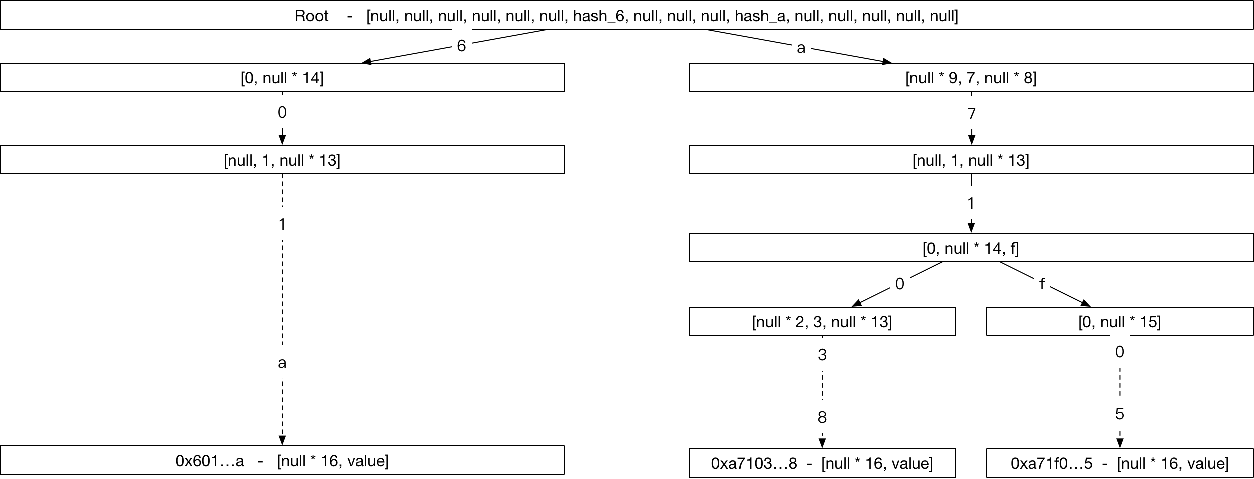 Root - [null, null, null, null, null, null, hash_6, null, null, null, hash_a, null, null, null, null, null]
6
a
[0, null * 14]
[null * 9, 7, null * 8]
0
7
[null, 1, null * 13]
[null, 1, null * 13]
1
1
[0, null * 14, f]
0
f
[null * 2, 3, null * 13]
[0, null * 15]
3
0
a
8
5
0x601...a - [null * 16, value]
0xa7103...8 - [null * 16, value]
0xa71f0...5 - [null * 16, value]